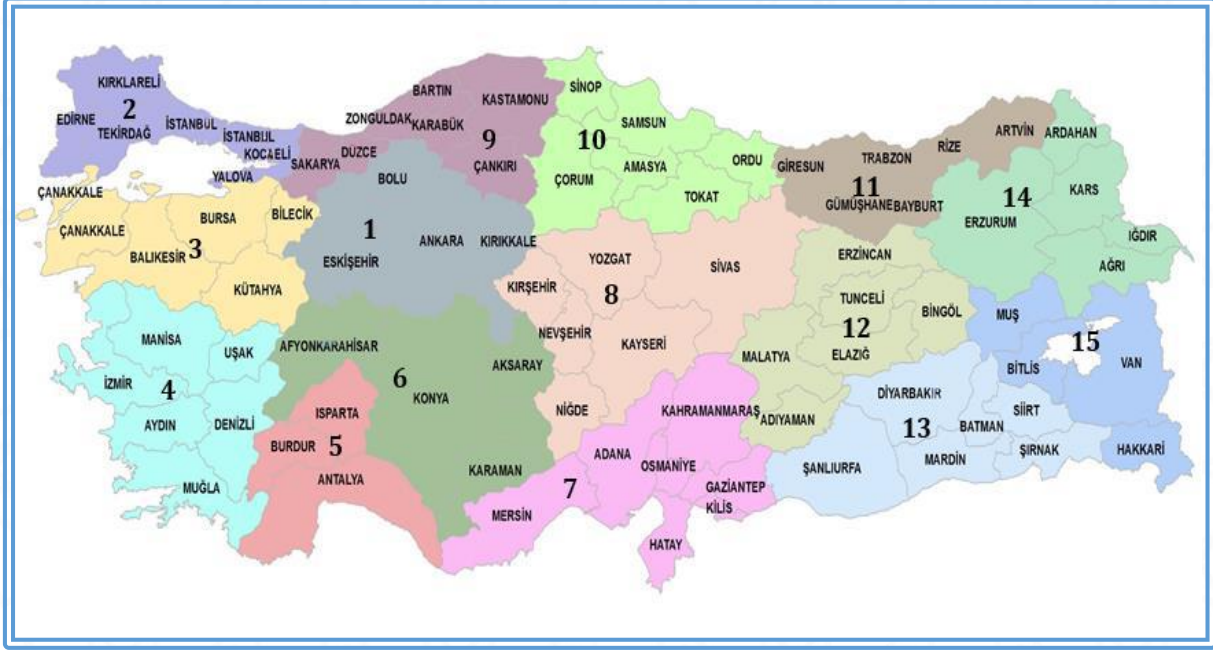 KIRKLARELİ
2
EDİRNE
TEKİRDAĞ
İSTANBUL
İSTANBUL
KOCAELİ
YALOVA
SAKARYA
DÜZCE
ZONGULDAK
BARTIN
KARABÜK
KASTAMONU
9
ÇANKIRI
BOLU
SİNOP
10
SAMSUN
ÇORUM
AMASYA
TOKAT
ORDU
GİRESUN
TRABZON
RİZE
ARTVİN
11
GÜMÜŞHANE
BAYBURT
ARDAHAN
KARS
14
ERZURUM
IĞDIR
AĞRI
ÇANAKKALE
ÇANAKKALE
BURSA
BİLECİK
BALIKESİR
3
KÜTAHYA
1
ANKARA
KIRIKKALE
ESKİŞEHİR
YOZGAT
SİVAS
KIRŞEHİR
8
NEVŞEHİR
KAYSERİ
NİĞDE
ERZİNCAN
TUNCELİ
BİNGÖL
12
ELAZIĞ
MALATYA
ADIYAMAN
MUŞ
15
BİTLİS
VAN
HAKKARİ
MANİSA
UŞAK
İZMİR
4
AYDIN
DENİZLİ
MUĞLA
AFYONKARAHİSAR
6
KONYA
AKSARAY
KARAMAN
ISPARTA
BURDUR
5
ANTALYA
KAHRAMANMARAŞ
ADANA
OSMANİYE
7
MERSİN
GAZİANTEP
KİLİS
HATAY
DİYARBAKIR
13
BATMAN
SİİRT
ŞANLIURFA
MARDİN
ŞIRNAK